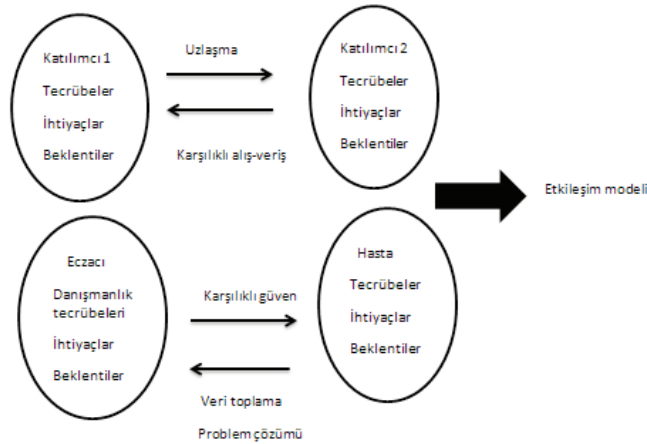 Katılımcı 1
Tecrübeler
İhtiyaçlar
Beklentiler
Uzlaşma
Karşılıklı alış-veriş
Katılımcı 2
Tecrübeler
İhtiyaçlar
Beklentiler
Etkileşim modeli
Eczacı
Danışmanlık
tecrübeleri
İhtiyaçlar
Beklentiler
Karşılıklı güven
Veri toplama
Problem çözümü
Hasta
Tecrübeler
İhtiyaçlar
Beklentiler